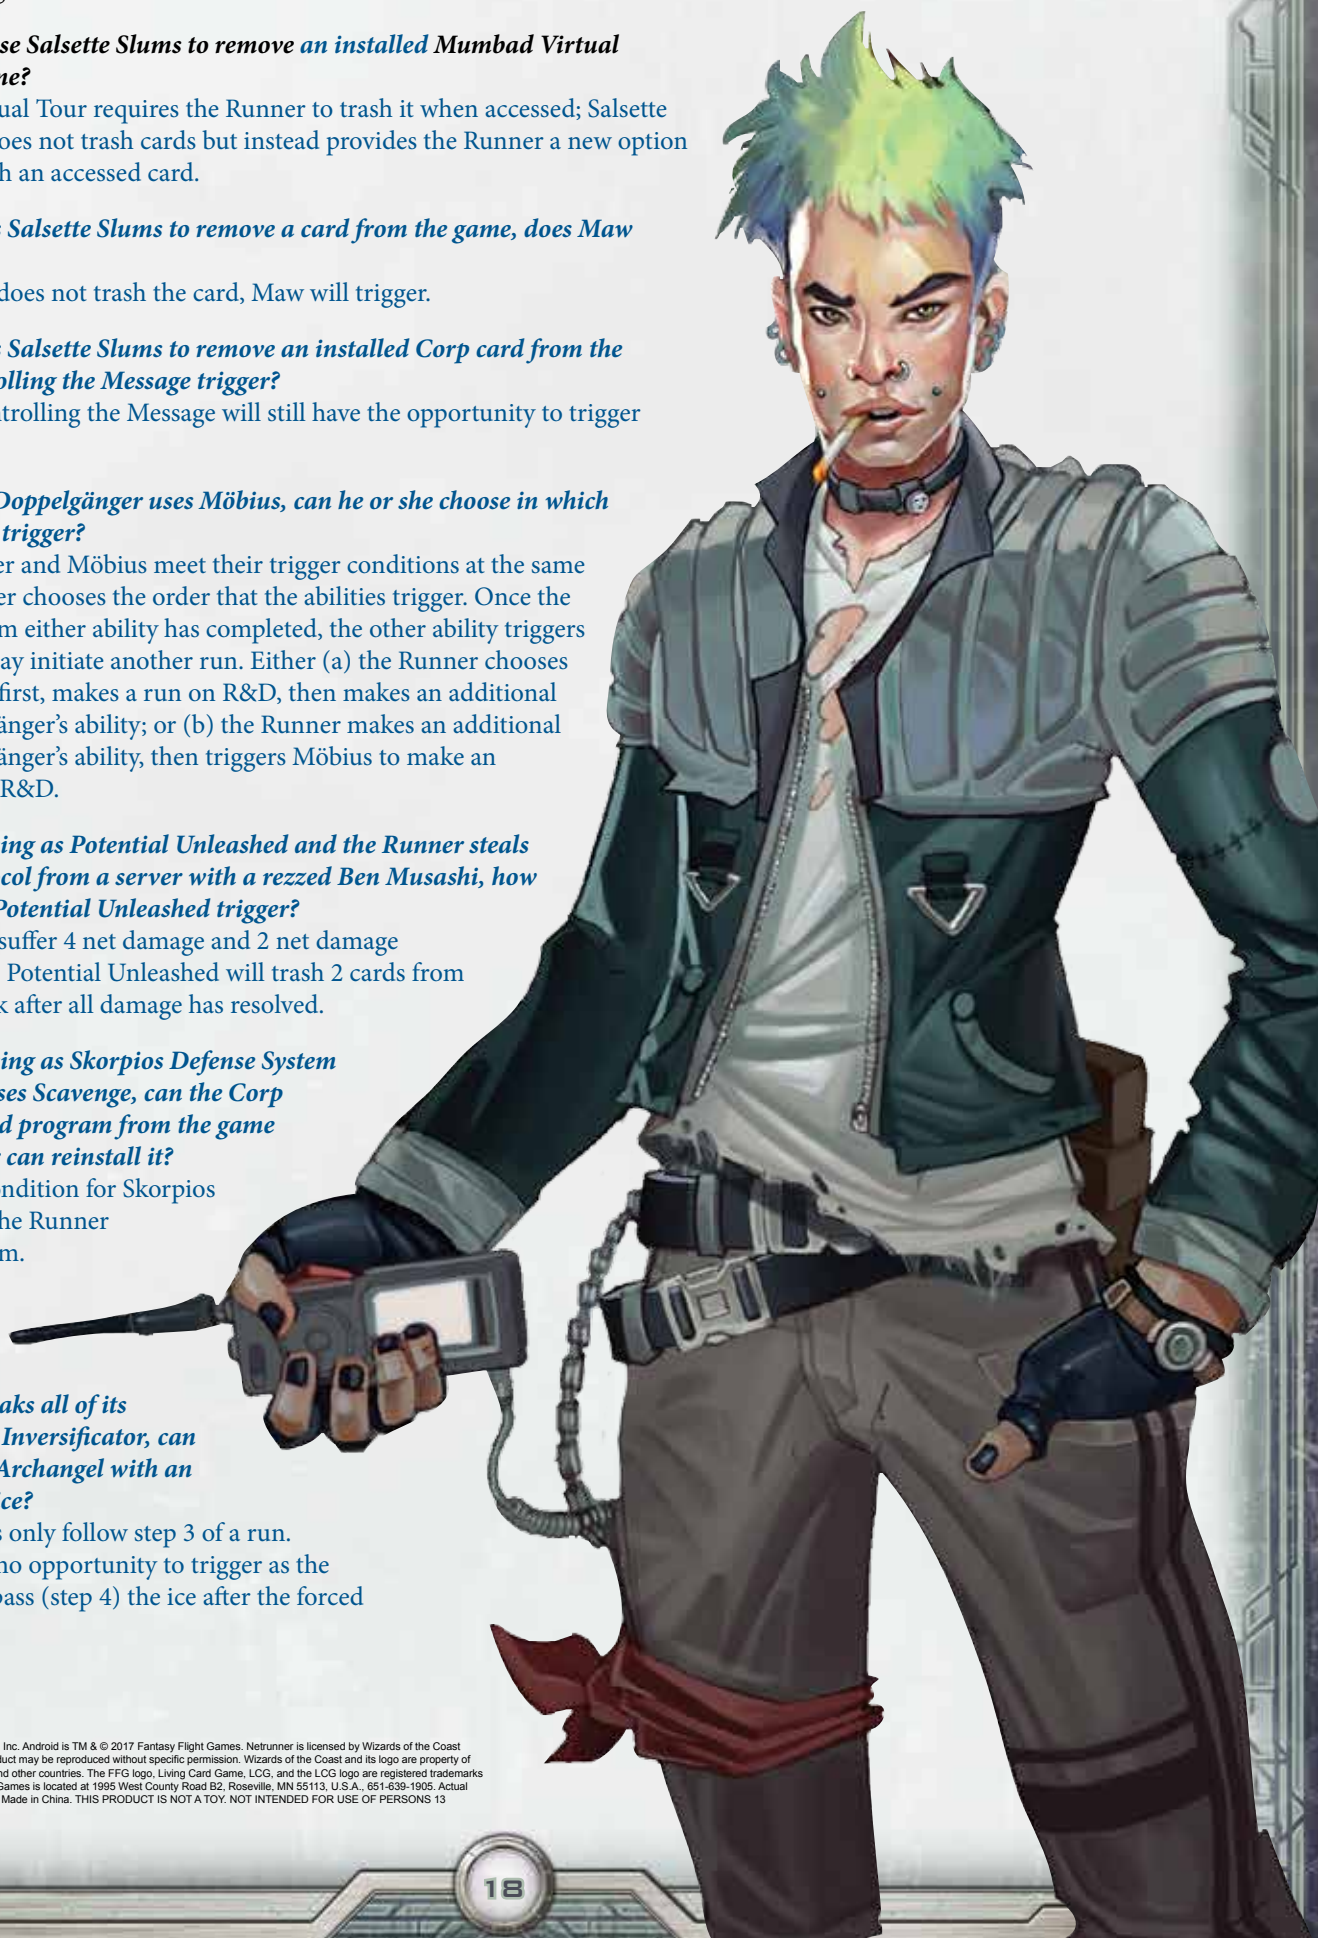 se Salsette Slums to remove an installed Mumbad Virtual
ne?
ual Tour requires the Runner to trash it when accessed; Salsette
oes not trash cards but instead provides the Runner a new option
h an accessed card.
s Salsette Slums to remove a card from the game, does Maw
does not trash the card, Maw will trigger.
s Salsette Slums to remove an installed Corp card from the
olling the Message trigger?
ntrolling the Message will still have the opportunity to trigger
Doppelgänger uses Möbius, can he or she choose in which
trigger?
er and Möbius meet their trigger conditions at the same
er chooses the order that the abilities trigger. Once the
m either ability has completed, the other ability triggers
ay initiate another run. Either (a) the Runner chooses
first, makes a run on R&D, then makes an additional
änger’s ability; or (b) the Runner makes an additional
änger’s ability, then triggers Möbius to make an
R&D.
ing as Potential Unleashed and the Runner steals
col from a server with a rezzed Ben Musashi, how
Potential Unleashed trigger?
suffer 4 net damage and 2 net damage
Potential Unleashed will trash 2 cards from
k after all damage has resolved.
ing as Skorpios Defense System
ses Scavenge, can the Corp
d program from the game
r can reinstall it?
ondition for Skorpios
he Runner
m.
aks all of its
Inversificator, can
Archangel with an
ice?
s only follow step 3 of a run.
no opportunity to trigger as the
pass (step 4) the ice after the forced
Inc. Android is TM & © 2017 Fantasy Flight Games. Netrunner is licensed by Wizards of the Coast
duct may be reproduced without specific permission. Wizards of the Coast and its logo are property of
nd other countries. The FFG logo, Living Card Game, LCG, and the LCG logo are registered trademarks
Games is located at 1995 West County Road B2, Roseville, MN 55113, U.S.A., 651-639-1905. Actual
Made in China. THIS PRODUCT IS NOT A TOY. NOT INTENDED FOR USE OF PERSONS 13
18